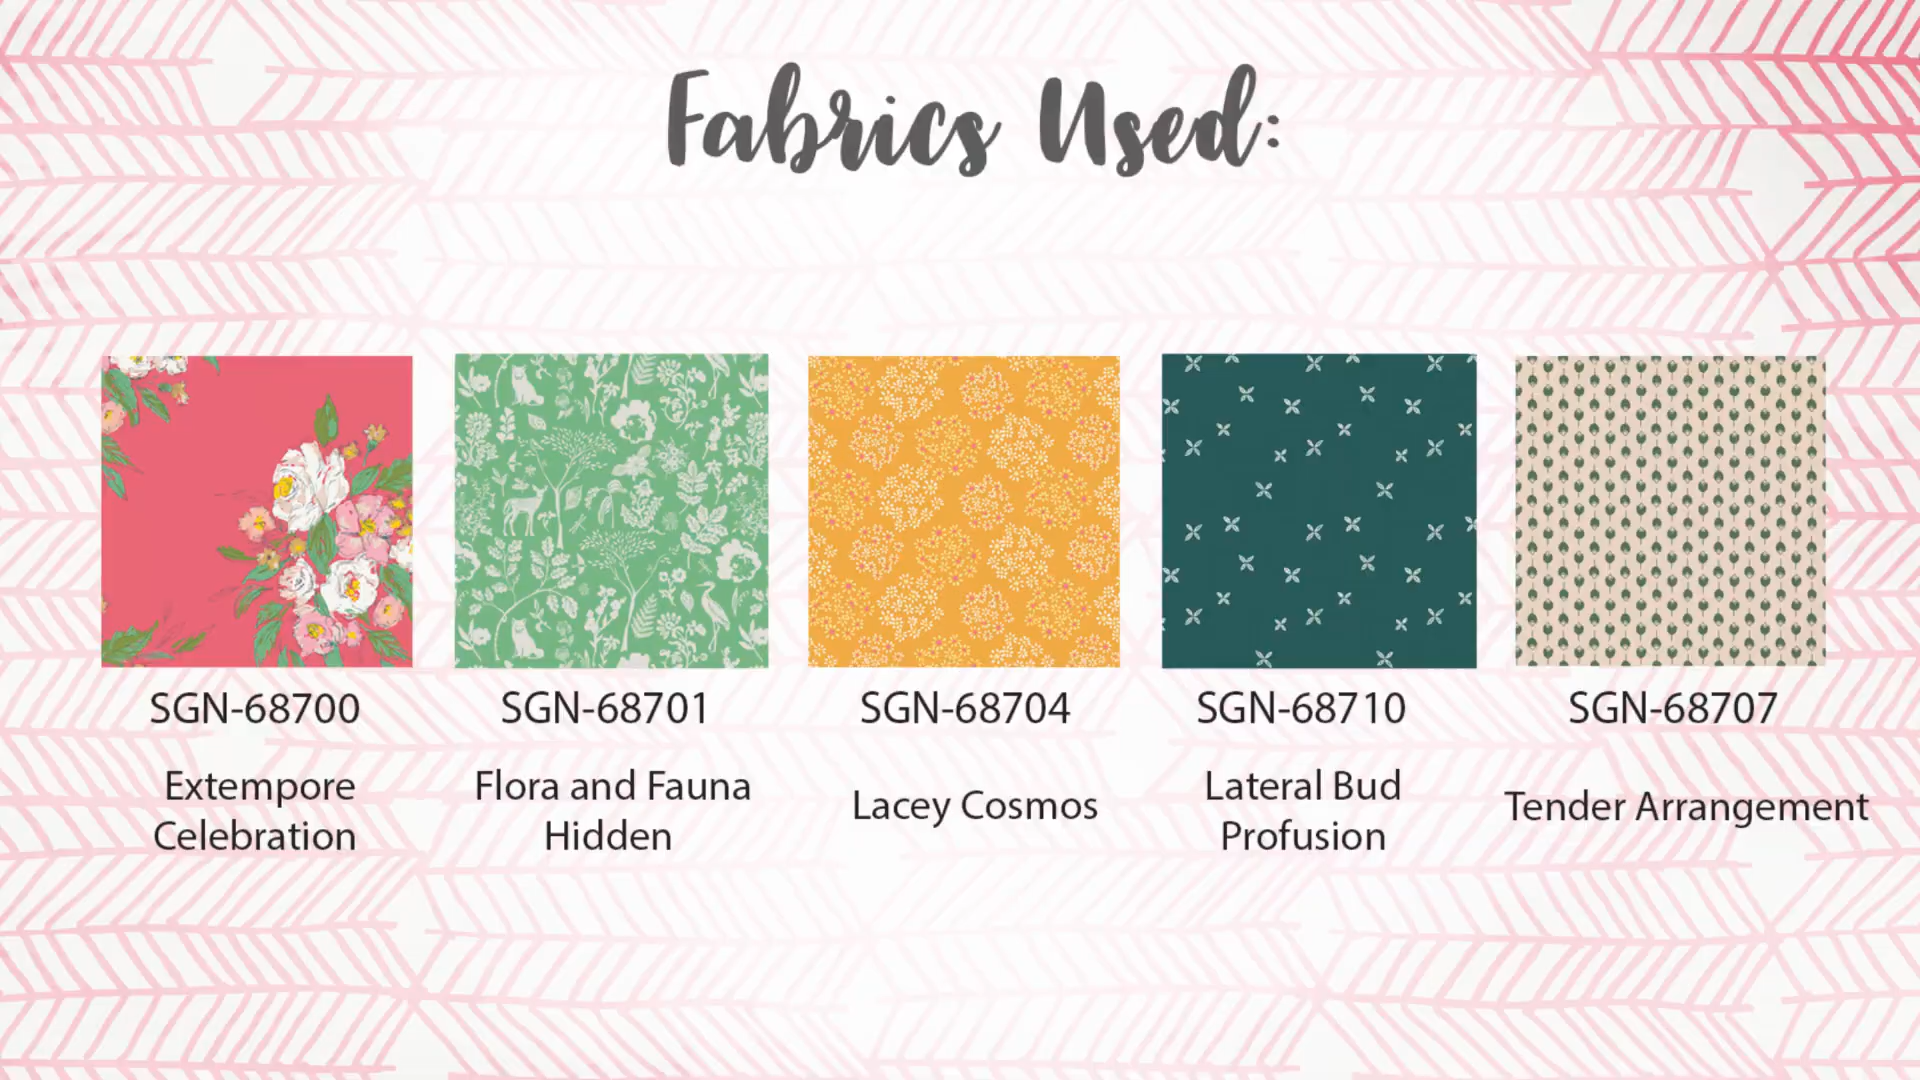 Fabrics Used:
SGN-68700
SGN-68701
SGN-68704
SGN-68710
SGN-68707
Extempore
Celebration
Flora and Fauna
Hidden
Lacey Cosmos
Lateral Bud
Profusion
Tender Arrangement